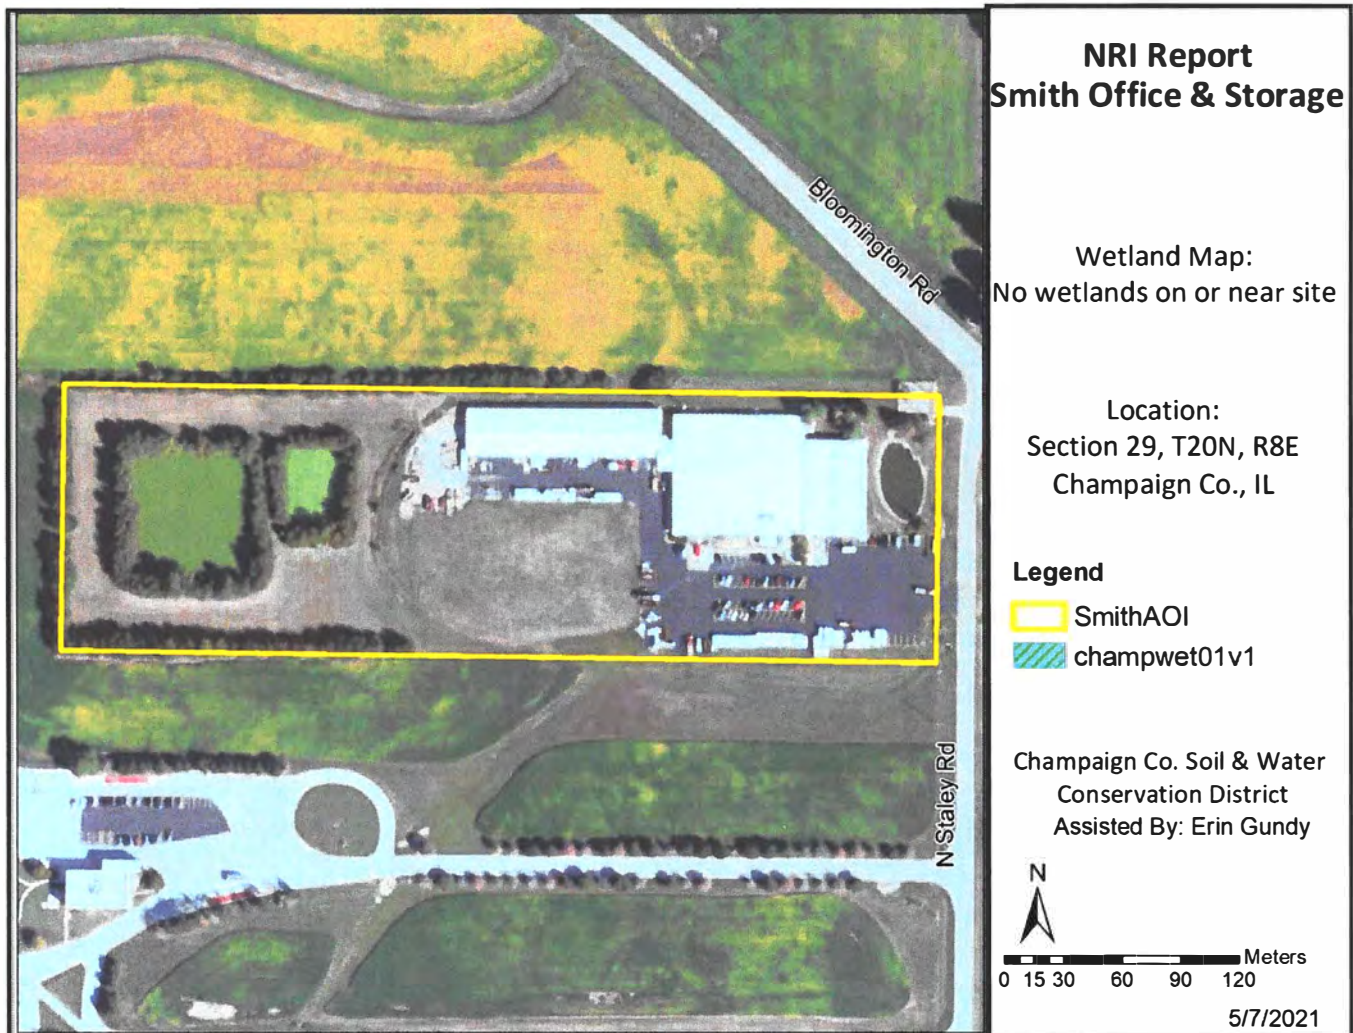 NRI Report
Smith Office & Storage
Wetland Map:
No wetlands on or near site
Location:
Section 29, T20N, R8E
Champaign Co., IL
Legend
SmithAOI
champwet01v1
Champaign Co. Soil & Water
Conservation District
Assisted By: Erin Gundy
N
Meters
0 15 30 60 90 120
5/7/2021
Bloomington Rd
N Staley Rd